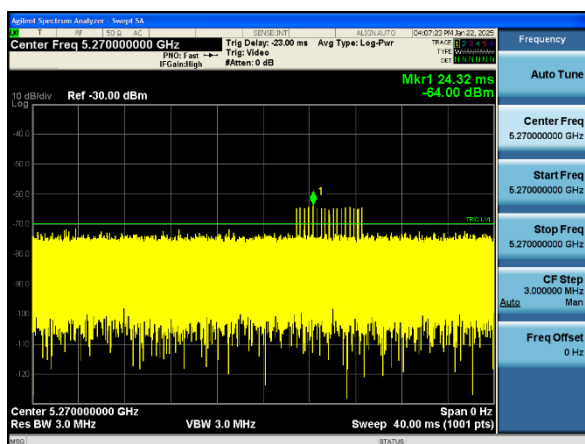 Agilent Spectrum Analyzer - Swept SA
T RF 50 Ω AC SENSE:INT ALIGN AUTO 04:07:23 PM Jan 22, 2025
Center Freq 5.270000000 GHz
PNO: Fast
IFGain:High
Trig Delay:-23.00 ms
Trig: Video
#Atten: 0 dB
Avg Type: Log-Pwr
TRACE 1 2 3 4 5 6
TYPE
DET N N N N N N
Mkr1 24.32 ms
-64.00 dBm
10 dB/div Ref -30.00 dBm
Log
-40.0
-50.0
-60.0
1
TRIG LVL
-70.0
-80.0
-90.0
-100
-110
-120
Center 5.270000000 GHz Span 0 Hz
Res BW 3.0 MHz VBW 3.0 MHz Sweep 40.00 ms (1001 pts)
MSG STATUS
Frequency
Auto Tune
Center Freq
5.270000000 GHz
Start Freq
5.270000000 GHz
Stop Freq
5.270000000 GHz
CF Step
3.000000 MHz
Auto Man
Freq Offset
0 Hz